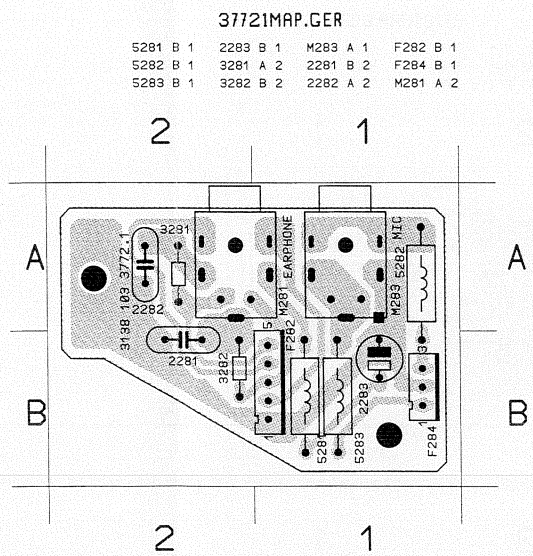 37721MAP.GER
5281 B 1 2283 B 1 M283 A 1 F282 B 1
5282 B 1 3281 A 2 2281 B 2 F284 B 1
5283 B 1 3282 B 2 2282 A 2 M281 A 2
2 1
A A
3281
EARPHONE
MIC
5282
3138 103 3772.1
2282
M281
M283
5
F282
2281
3282
3
2283
B B
1
5281
5283
1
F284
2 1